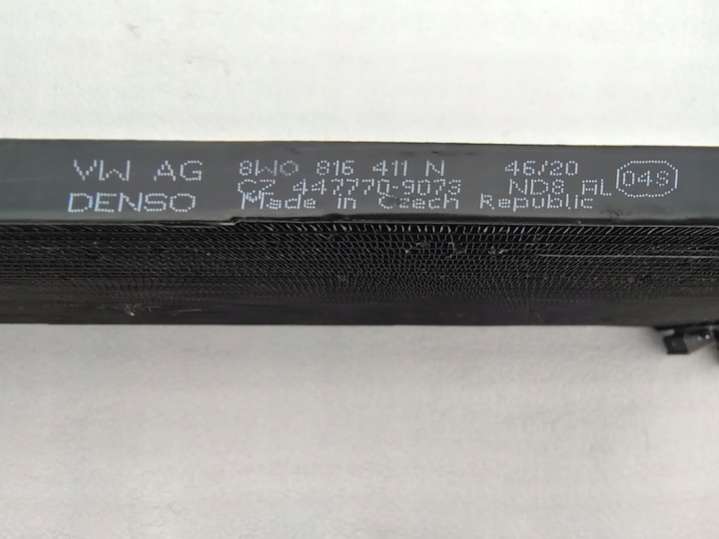 VW AG 8W0 816 411 N 46/20
CZ 447770-9073 ND8 AL 04S
DENSO Made in Czech Republic